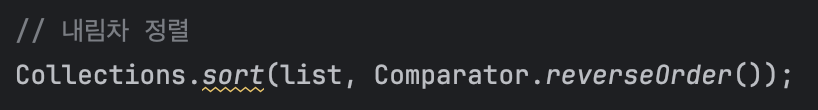 // 내림차 정렬
Collections.sort(list, Comparator.reverseOrder());